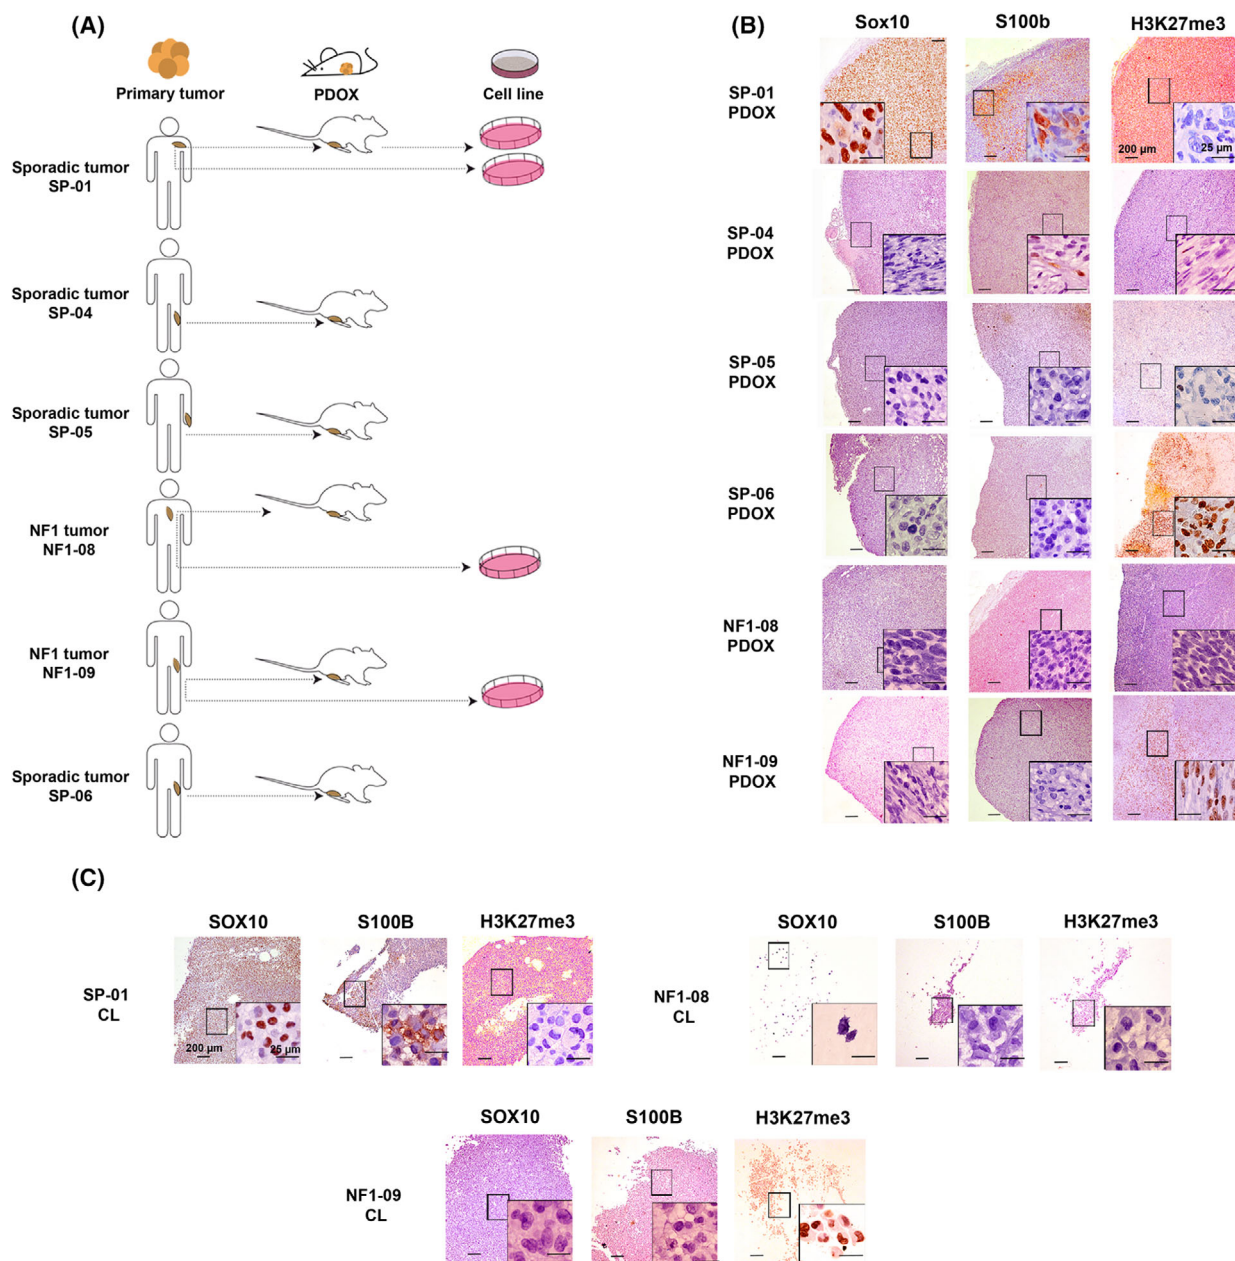 (A)
Primary tumor
PDOX
Cell line
Sporadic tumor
SP-01
Sporadic tumor
SP-04
Sporadic tumor
SP-05
NF1 tumor
NF1-08
NF1 tumor
NF1-09
Sporadic tumor
SP-06
(B)
Sox10
S100b
H3K27me3
SP-01
PDOX
200 µm
25 µm
SP-04
PDOX
SP-05
PDOX
SP-06
PDOX
NF1-08
PDOX
NF1-09
PDOX
(C)
SOX10
S100B
H3K27me3
SP-01
CL
200 µm
25 µm
SOX10
S100B
H3K27me3
NF1-08
CL
SOX10
S100B
H3K27me3
NF1-09
CL